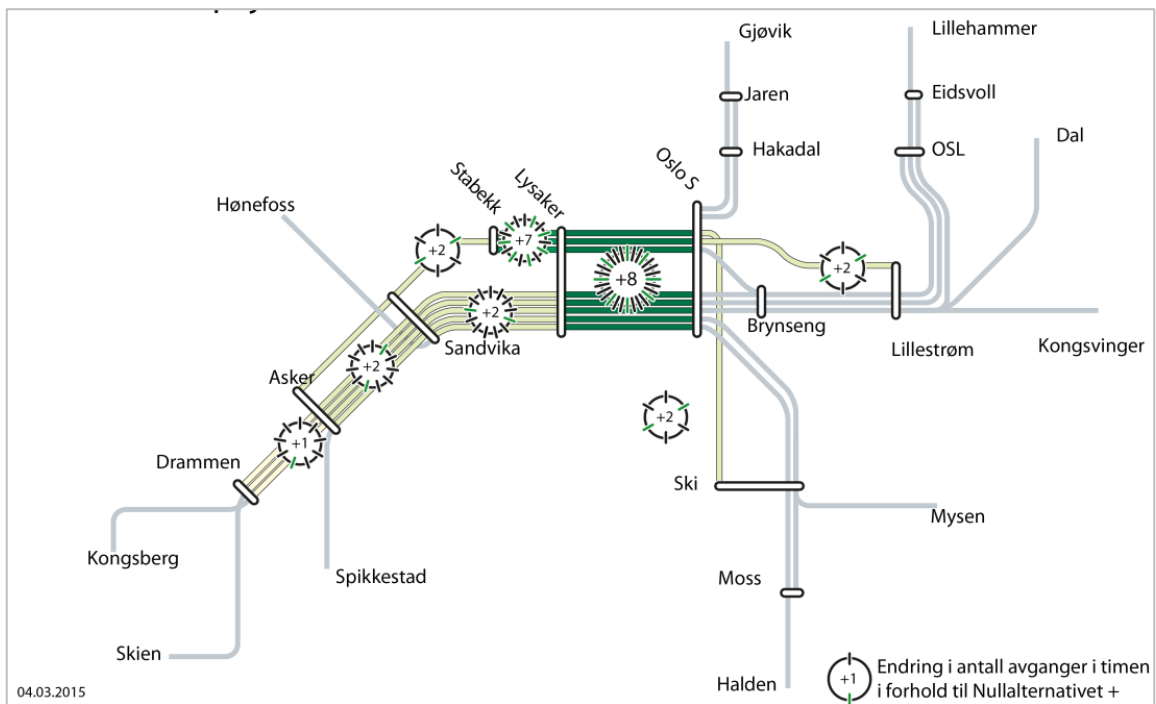 Gjøvik
Lillehammer
Jaren
Eidsvoll
Dal
Hakadal
OSL
Oslo S
Stabekk
Lysaker
Hønefoss
+2
+7
+8
+2
+2
Brynseng
Sandvika
Lillestrøm
Kongsvinger
+2
Asker
+2
+1
Drammen
Ski
Mysen
Kongsberg
Spikkestad
Moss
Skien
Halden
+1
Endring i antall avganger i timen
i forhold til Nullalternativet +
04.03.2015